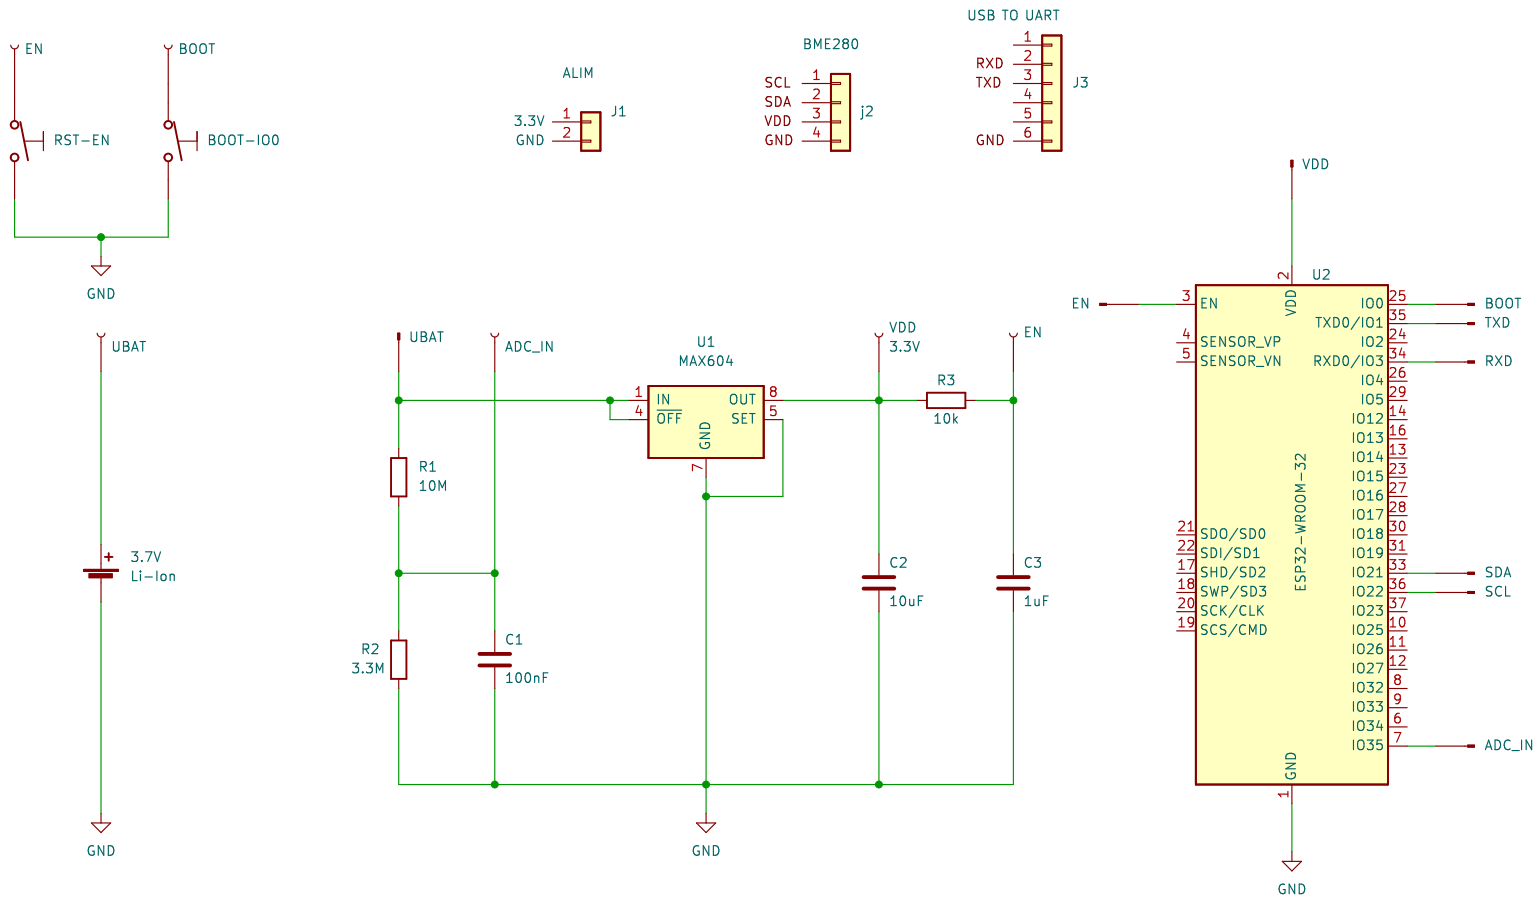 EN
BOOT
RST-EN
BOOT-IO0
GND
UBAT
+
3.7V
Li-Ion
GND
ALIM
3.3V 1
GND 2
J1
BME280
SCL 1
SDA 2
VDD 3
GND 4
j2
USB TO UART
1
RXD 2
TXD 3
4
5
GND 6
J3
UBAT
ADC_IN
R1
10M
R2
3.3M
C1
100nF
U1
MAX604
1 IN
4 OFF
OUT 8
SET 5
GND
7
GND
VDD
3.3V
R3
10k
EN
C2
10uF
C3
1uF
VDD
2
U2
VDD
EN 3 EN
4 SENSOR_VP
5 SENSOR_VN
21 SDO/SD0
22 SDI/SD1
17 SHD/SD2
18 SWP/SD3
20 SCK/CLK
19 SCS/CMD
ESP32-WROOM-32
IO0 25 BOOT
TXD0/IO1 35 TXD
IO2 24
RXD0/IO3 34 RXD
IO4 26
IO5 29
IO12 14
IO13 16
IO14 13
IO15 23
IO16 27
IO17 28
IO18 30
IO19 31
IO21 33 SDA
IO22 36 SCL
IO23 37
IO25 10
IO26 11
IO27 12
IO32 8
IO33 9
IO34 6
IO35 7 ADC_IN
GND
1
GND